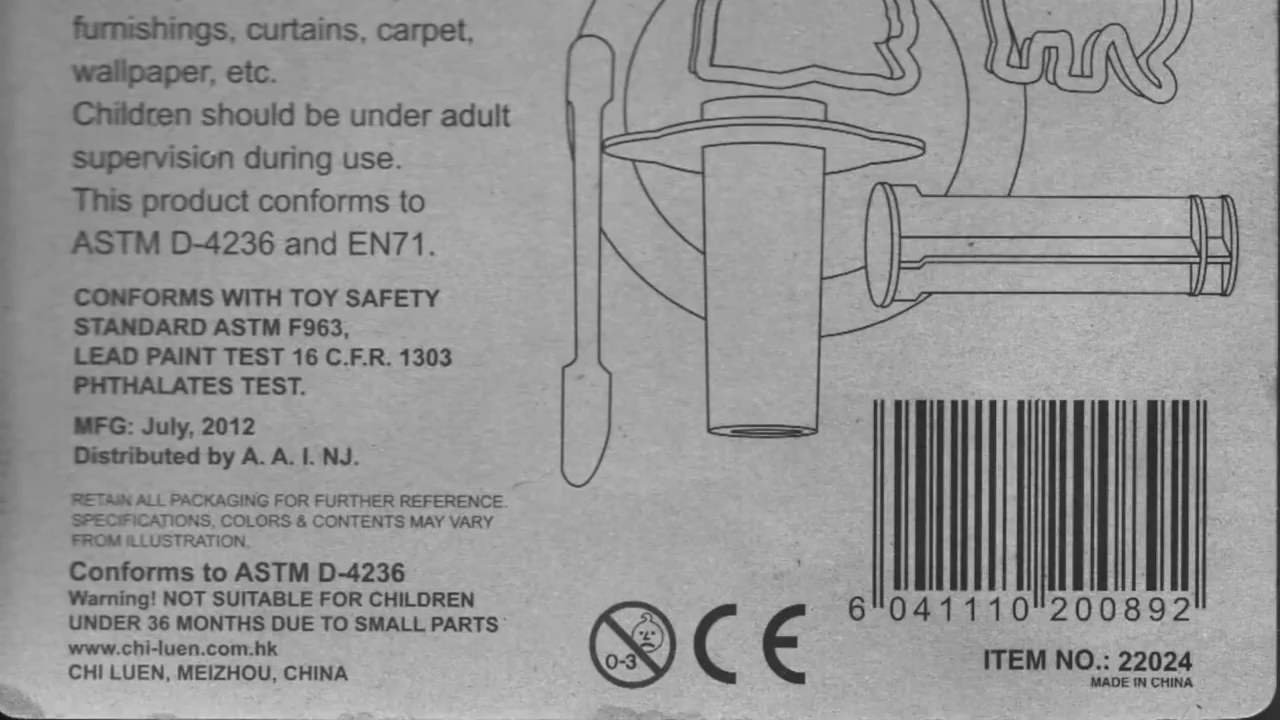 furnishings, curtains, carpet,
wallpaper, etc.
Children should be under adult
supervision during use.
This product conforms to
ASTM D-4236 and EN71.
CONFORMS WITH TOY SAFETY
STANDARD ASTM F963,
LEAD PAINT TEST 16 C.F.R. 1303
PHTHALATES TEST.
MFG: July, 2012
Distributed by A. A. I. NJ.
RETAIN ALL PACKAGING FOR FURTHER REFERENCE.
SPECIFICATIONS, COLORS & CONTENTS MAY VARY
FROM ILLUSTRATION.
Conforms to ASTM D-4236
Warning! NOT SUITABLE FOR CHILDREN
UNDER 36 MONTHS DUE TO SMALL PARTS
www.chi-luen.com.hk
CHI LUEN, MEIZHOU, CHINA
0-3
CE
6 041110 200892
ITEM NO.: 22024
MADE IN CHINA